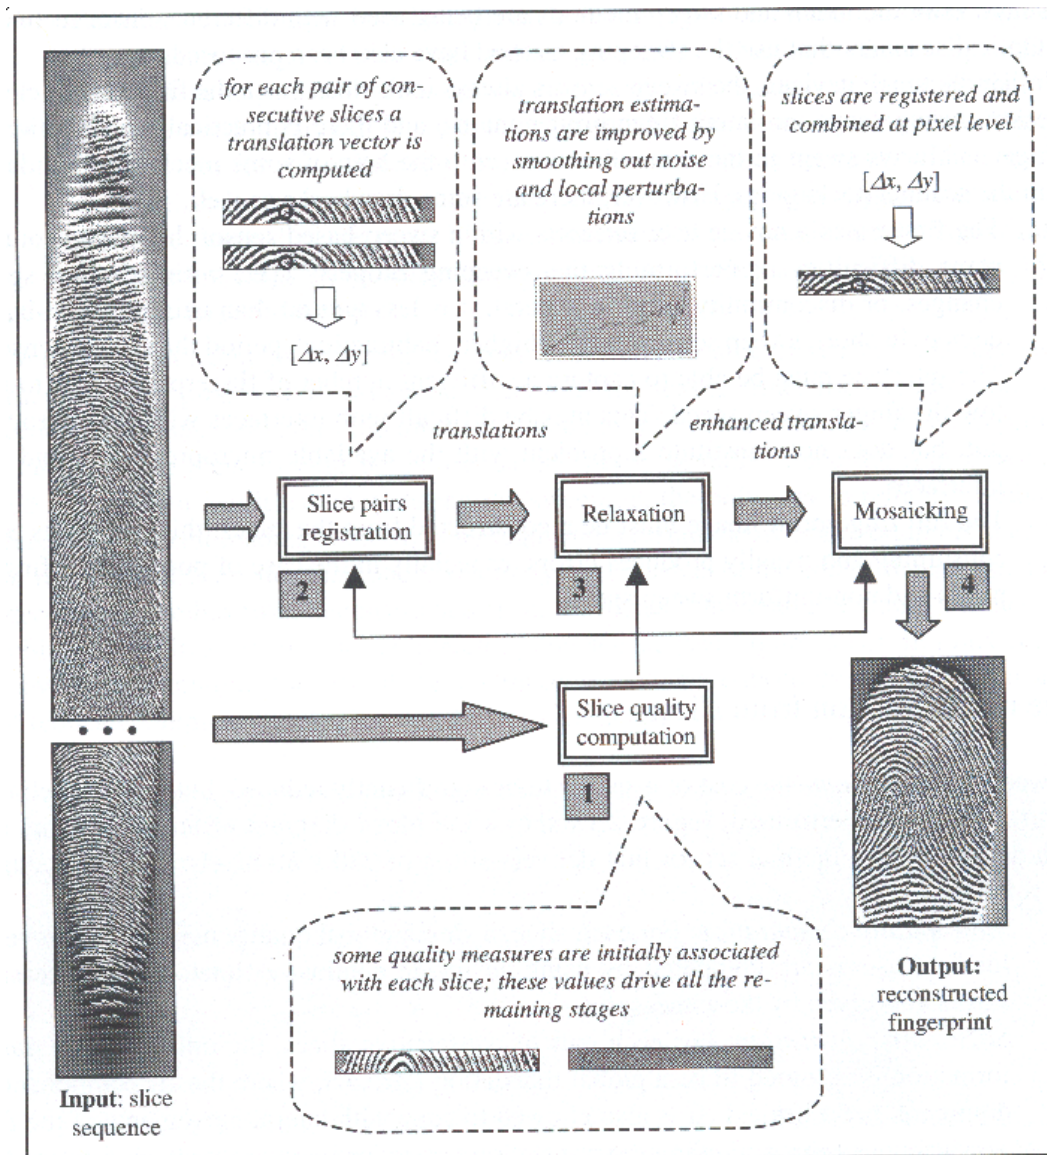 for each pair of con-
secutive slices a
translation vector is
computed
[Δx, Δy]
translation estima-
tions are improved by
smoothing out noise
and local perturba-
tions
slices are registered and
combined at pixel level
[Δx, Δy]
translations
enhanced transla-
tions
Slice pairs
registration
Relaxation
Mosaicking
2
3
4
Slice quality
computation
1
some quality measures are initially associated
with each slice; these values drive all the re-
maining stages
Output:
reconstructed
fingerprint
Input: slice
sequence